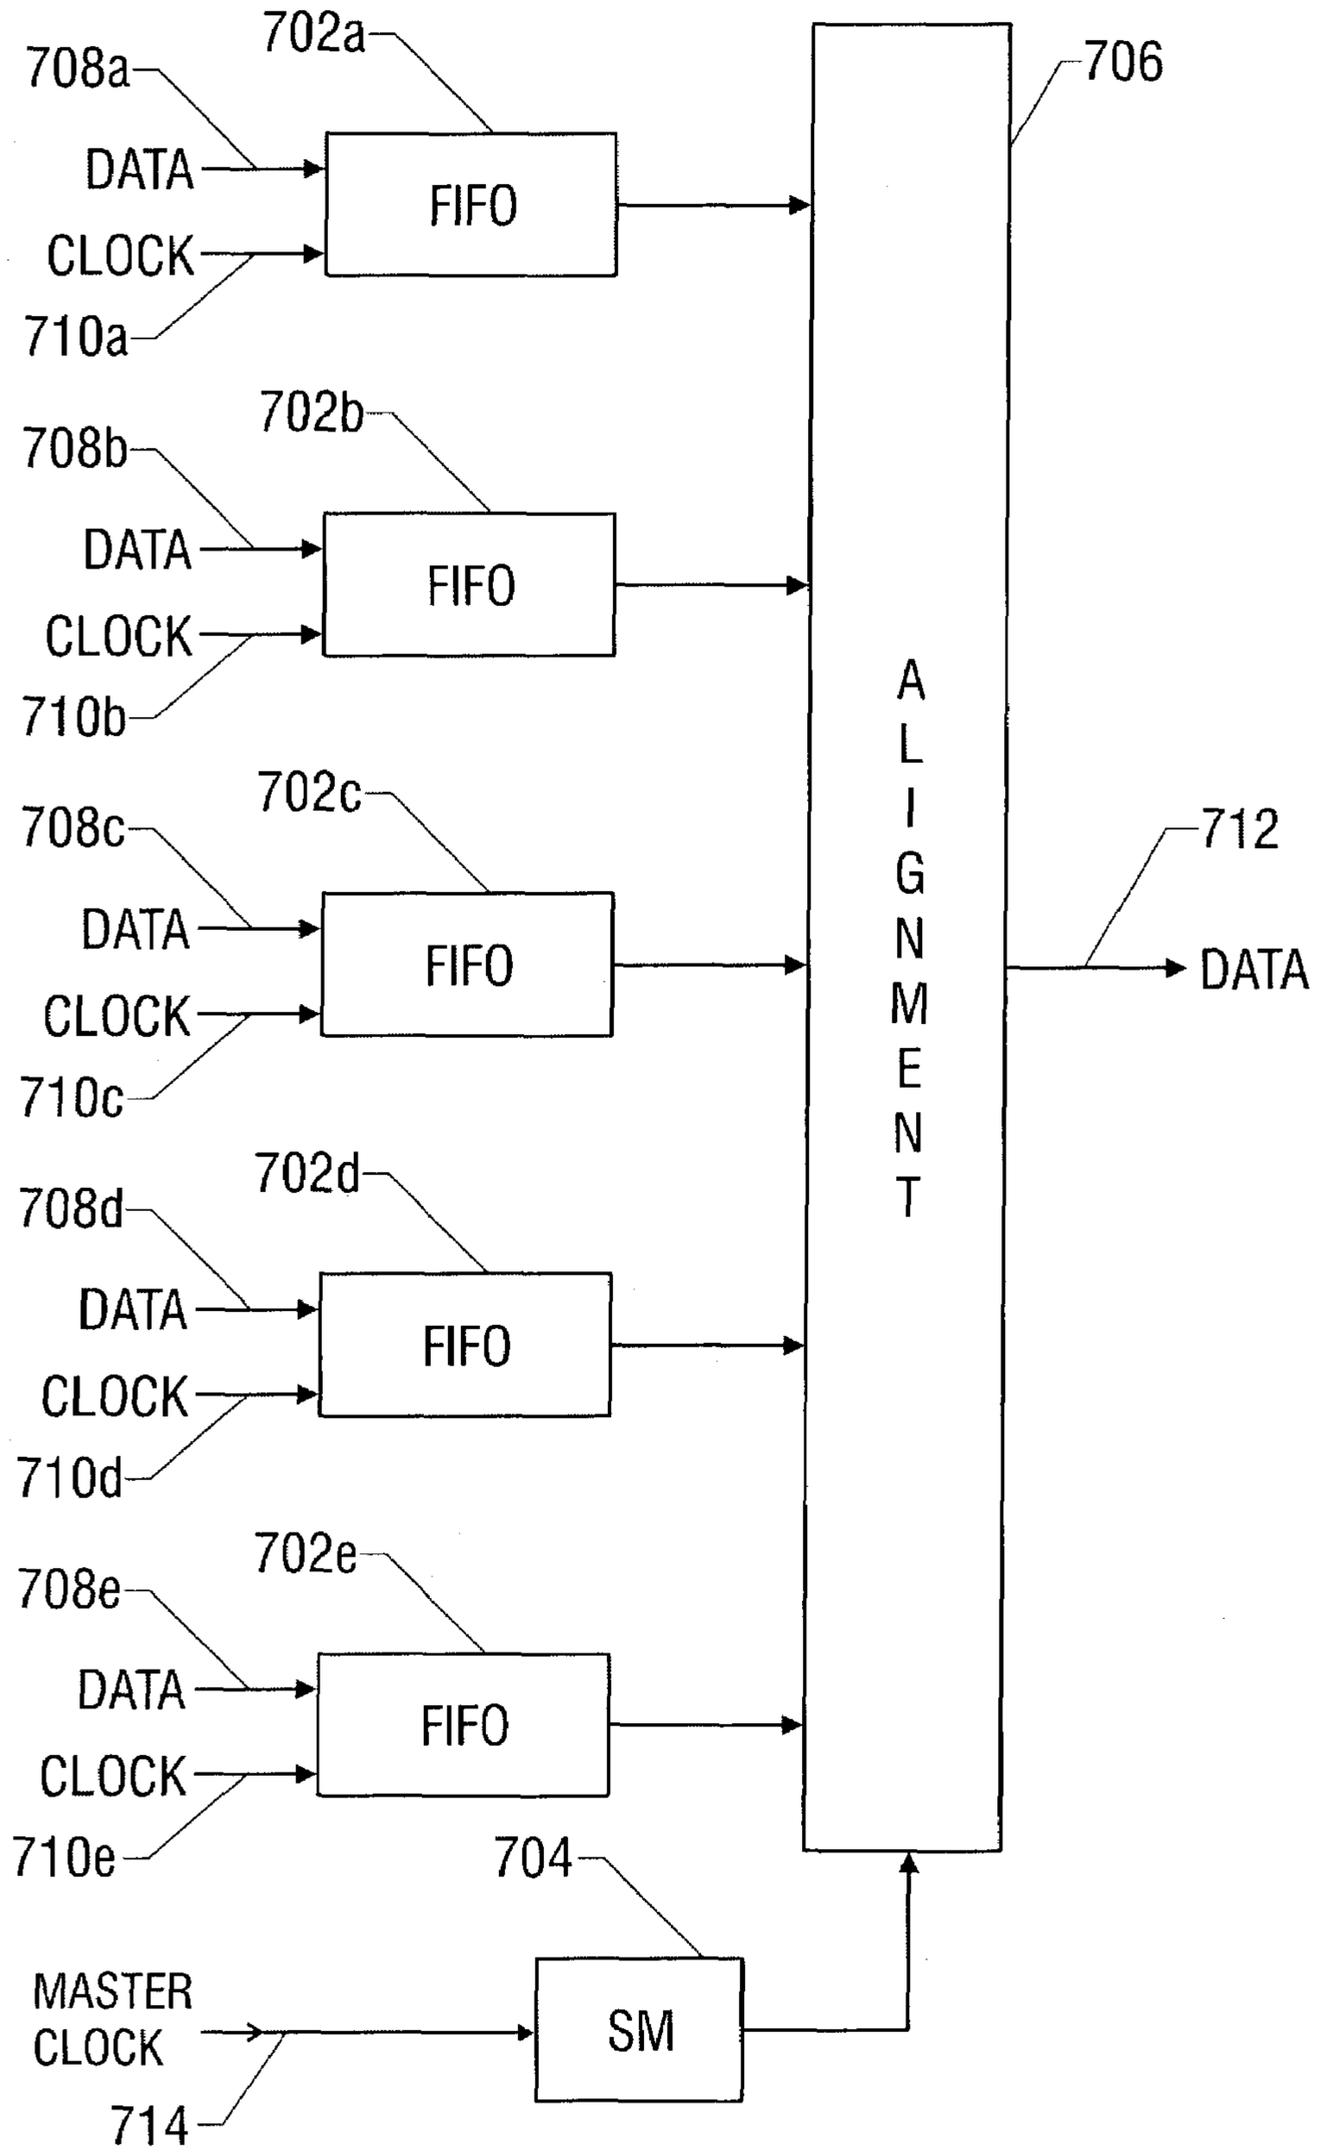 702a
708a
706
DATA
FIFO
CLOCK
710a
702b
708b
DATA
FIFO
CLOCK
710b
ALIGNMENT
702c
708c
712
DATA
FIFO
DATA
CLOCK
710c
702d
708d
DATA
FIFO
CLOCK
710d
702e
708e
DATA
FIFO
CLOCK
710e
704
MASTER
CLOCK
SM
714